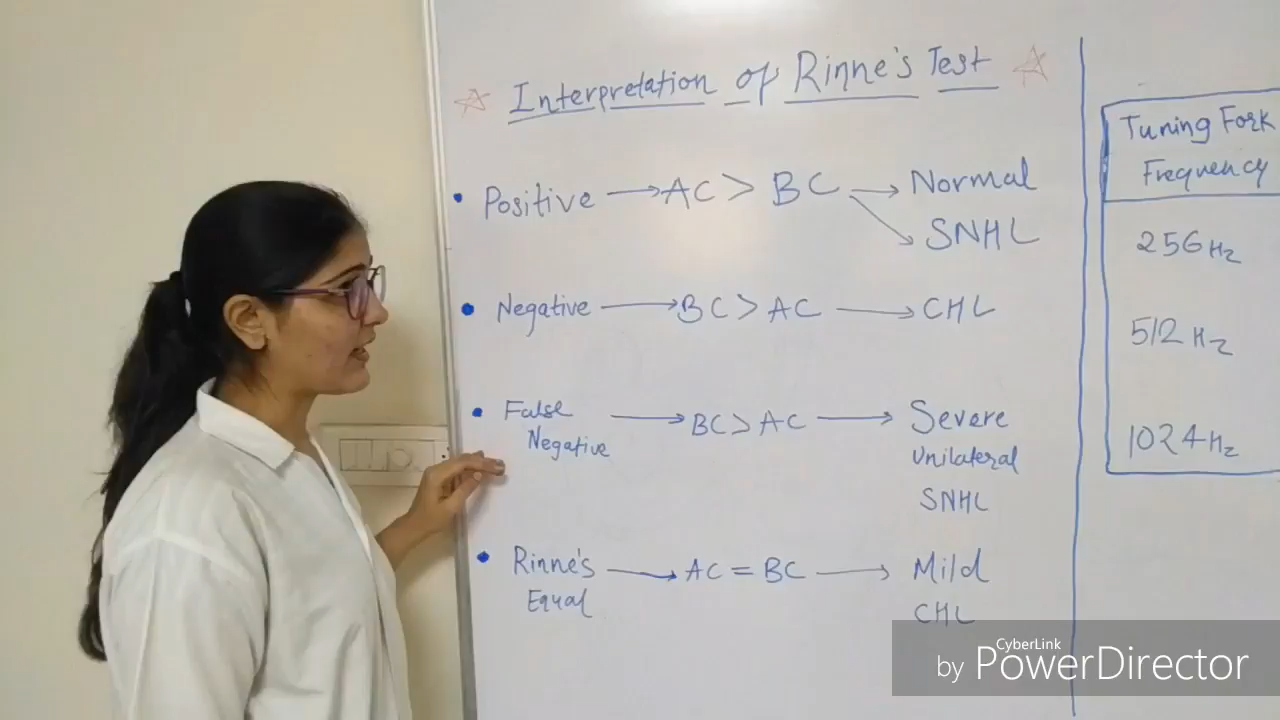 Interpretation of Rinne's Test
Positive → AC > BC → Normal
→ SNHL
Negative → BC > AC → CHL
False Negative → BC > AC → Severe Unilateral SNHL
Rinne's Equal → AC = BC → Mild CHL
Tuning Fork
Frequency
256 Hz
512 Hz
1024 Hz
CyberLink
by PowerDirector